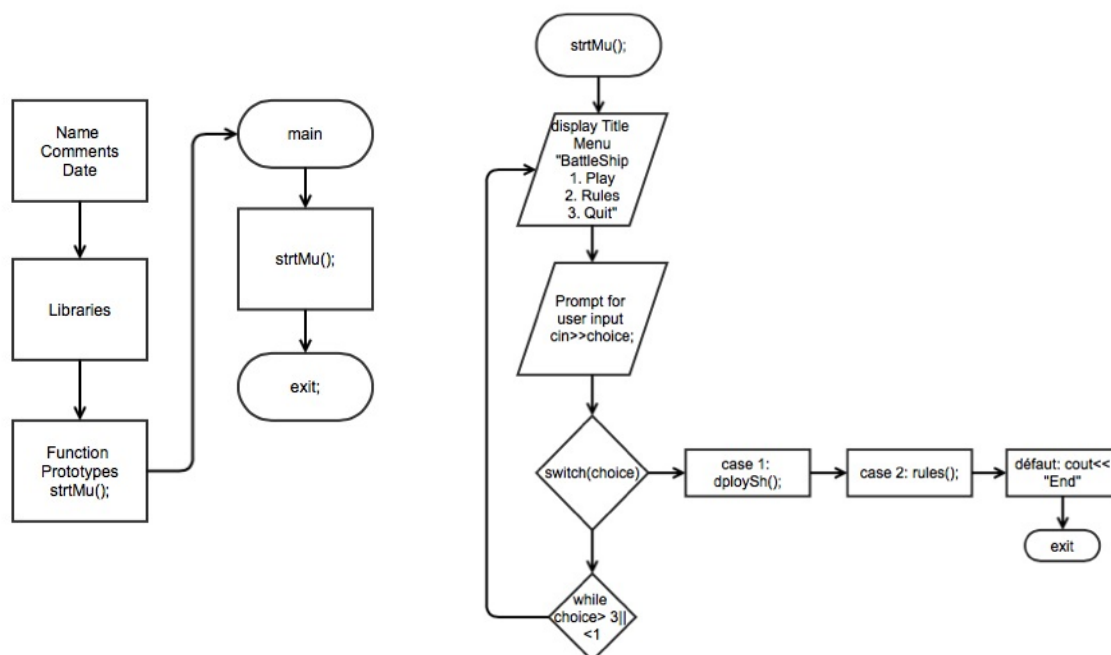 Name
Comments
Date
Libraries
Function
Prototypes
strtMu();
main
strtMu();
exit;
strtMu();
display Title
Menu
"BattleShip
1. Play
2. Rules
3. Quit"
Prompt for
user input
cin>>choice;
switch(choice)
case 1:
dploySh();
case 2: rules();
défaut: cout<<
"End"
exit
while
choice> 3||
<1